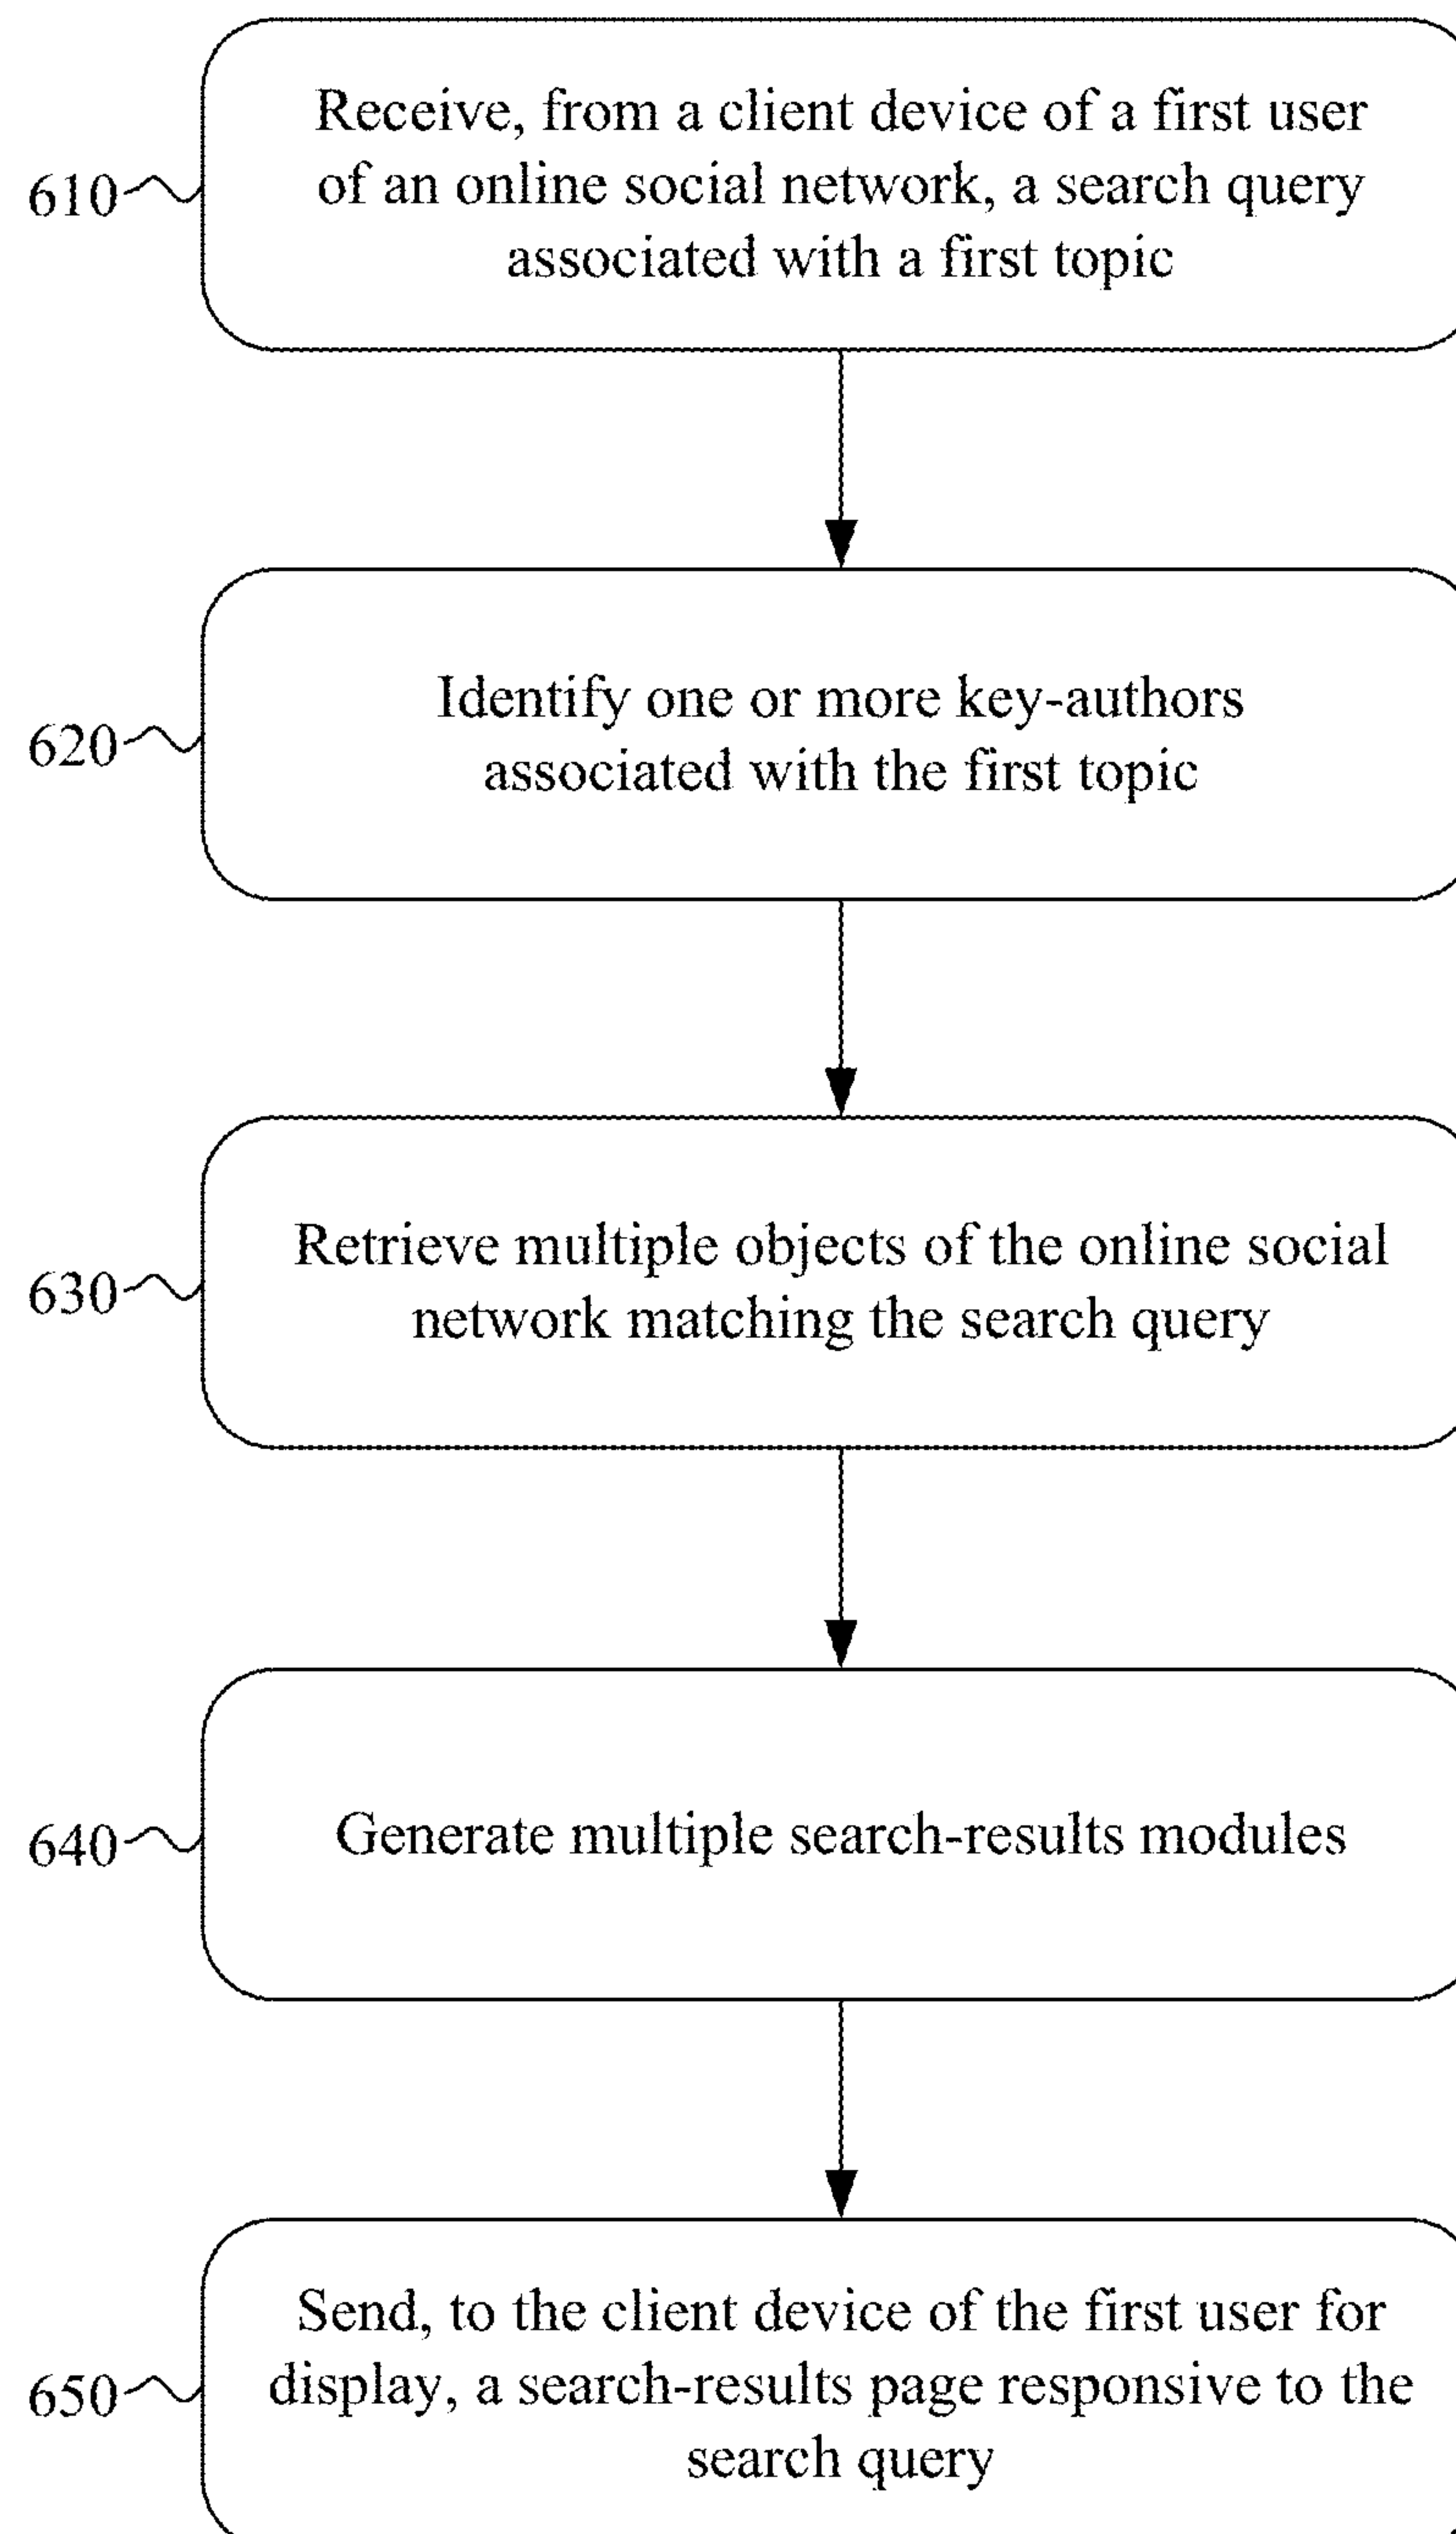 Receive, from a client device of a first user
of an online social network, a search query
associated with a first topic
610
Identify one or more key-authors
associated with the first topic
620
Retrieve multiple objects of the online social
network matching the search query
630
Generate multiple search-results modules
640
Send, to the client device of the first user for
display, a search-results page responsive to the
search query
650